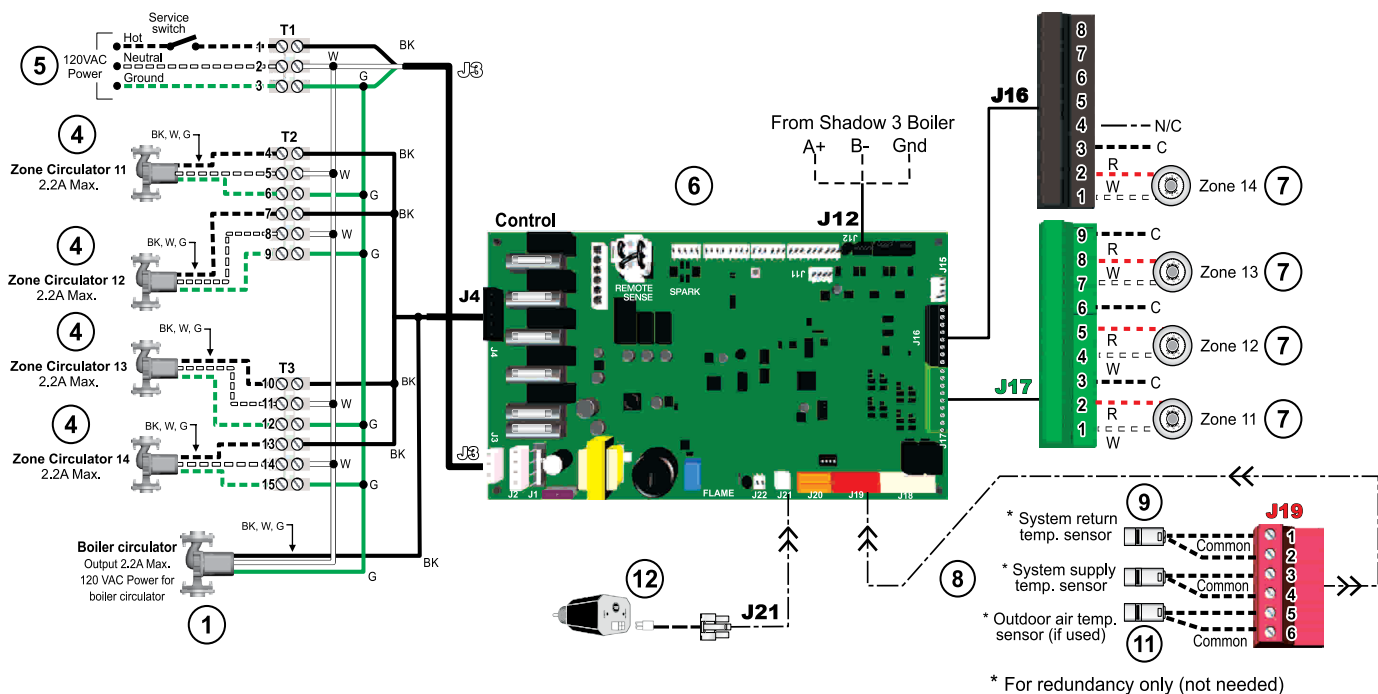 Service
switch
Hot
Neutral
Ground
120VAC
Power
5
T1
1
2
3
BK
W
G
J3
4
BK, W, G
Zone Circulator 11
2.2A Max.
T2
4
5
6
7
8
9
BK
W
G
BK
W
G
4
BK, W, G
Zone Circulator 12
2.2A Max.
4
BK, W, G
Zone Circulator 13
2.2A Max.
T3
10
11
12
13
14
15
BK
W
G
BK
W
G
4
BK, W, G
Zone Circulator 14
2.2A Max.
Boiler circulator
Output 2.2A Max.
120 VAC Power for
boiler circulator
BK, W, G
BK
G
1
From Shadow 3 Boiler
A+ B- Gnd
6
J12
Control
J4
J3
REMOTE
SENSE
SPARK
J12
J11
J15
J16
J17
J4
J3
J2 J1
FLAME
J22 J21 J20 J19 J18
J16
8
7
6
5
4
3
2
1
N/C
C
R
W
Zone 14
7
J17
9
8
7
6
5
4
3
2
1
C
R
W
Zone 13
7
C
R
W
Zone 12
7
C
R
W
Zone 11
7
12
J21
8
9
* System return
temp. sensor
Common
* System supply
temp. sensor
Common
* Outdoor air temp.
sensor (if used)
Common
11
J19
1
2
3
4
5
6
* For redundancy only (not needed)